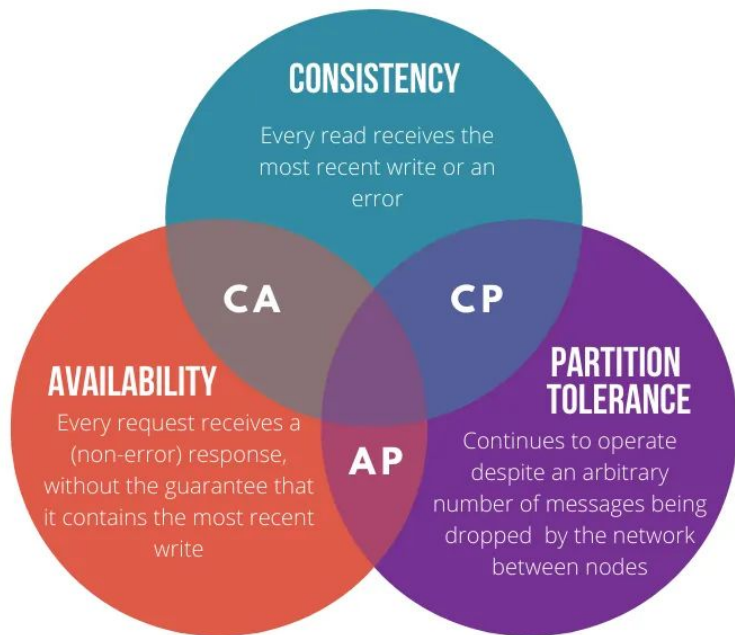 CONSISTENCY
Every read receives the
most recent write or an
error
CA
CP
AVAILABILITY
Every request receives a
(non-error) response,
without the guarantee that
it contains the most recent
write
AP
PARTITION
TOLERANCE
Continues to operate
despite an arbitrary
number of messages being
dropped by the network
between nodes